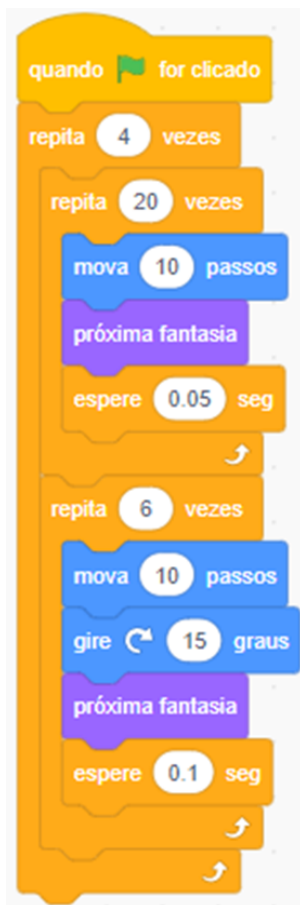 quando for clicado
repita 4 vezes
repita 20 vezes
mova 10 passos
próxima fantasia
espere 0.05 seg
repita 6 vezes
mova 10 passos
gire 15 graus
próxima fantasia
espere 0.1 seg